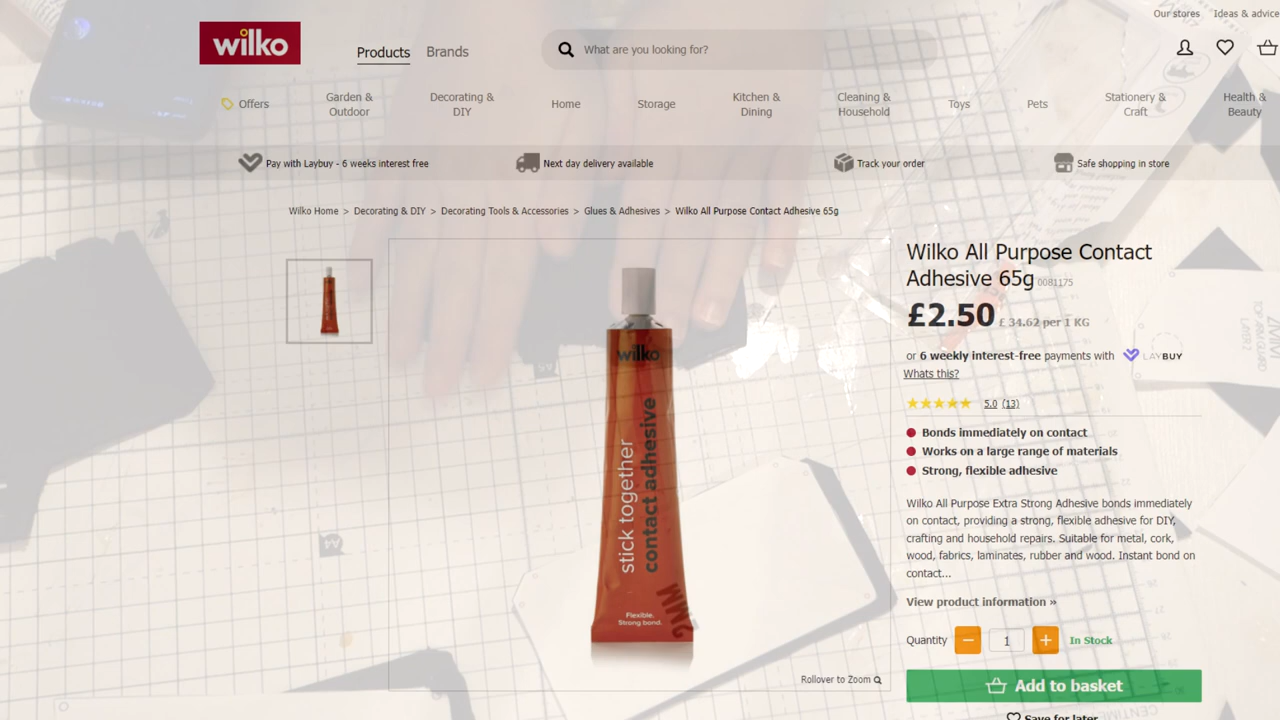 Our stores Ideas & advice
wilko
Products Brands
What are you looking for?
Offers
Garden & Outdoor
Decorating & DIY
Home
Storage
Kitchen & Dining
Cleaning & Household
Toys
Pets
Stationery & Craft
Health & Beauty
Pay with Laybuy - 6 weeks interest free
Next day delivery available
Track your order
Safe shopping in store
Wilko Home > Decorating & DIY > Decorating Tools & Accessories > Glues & Adhesives > Wilko All Purpose Contact Adhesive 65g
wilko
stick together
contact adhesive
Flexible.
Strong bond.
Rollover to Zoom
Wilko All Purpose Contact
Adhesive 65g 0081175
£2.50 £ 34.62 per 1 KG
or 6 weekly interest-free payments with LAYBUY
Whats this?
5.0 (13)
Bonds immediately on contact
Works on a large range of materials
Strong, flexible adhesive
Wilko All Purpose Extra Strong Adhesive bonds immediately
on contact, providing a strong, flexible adhesive for DIY,
crafting and household repairs. Suitable for metal, cork,
wood, fabrics, laminates, rubber and wood. Instant bond on
contact...
View product information »
Quantity − 1 + In Stock
Add to basket
Save for later
A4